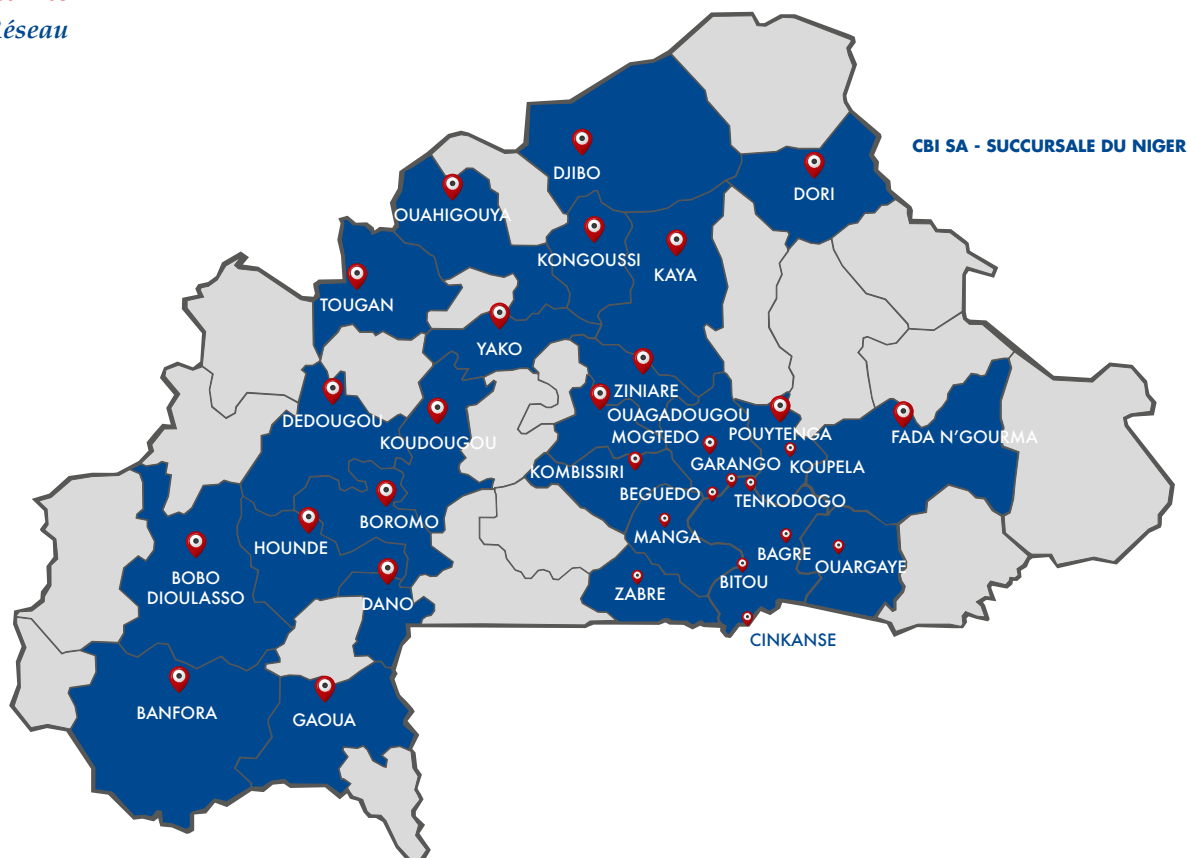 Réseau
CBI SA - SUCCURSALE DU NIGER
DJIBO
DORI
OUAHIGOUYA
KONGOUSSI
KAYA
TOUGAN
YAKO
ZINIARE
DEDOUGOU
OUAGADOUGOU
KOUDOUGOU
MOGTEDO
POUYTENGA
FADA N'GOURMA
KOMBISSIRI
GARANGO
KOUPELA
BEGUEDO
TENKODOGO
BOROMO
HOUNDE
MANGA
BAGRE
OUARGAYE
BOBO
DIOULASSO
BITOU
ZABRE
DANO
CINKANSE
BANFORA
GAOUA